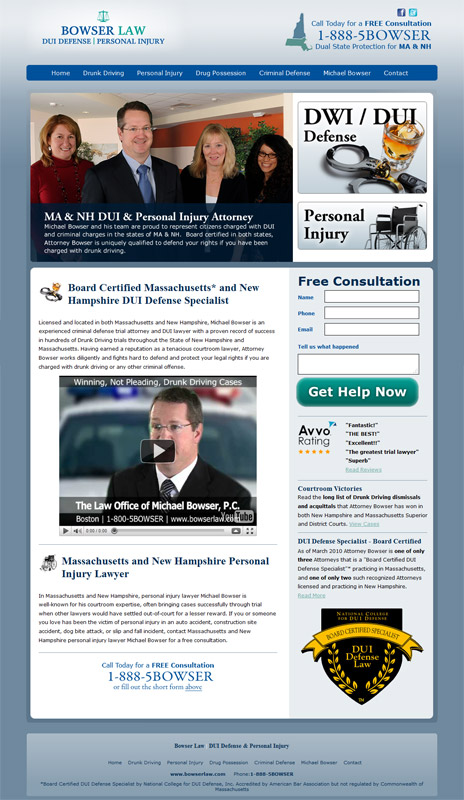 BOWSER LAW
DUI DEFENSE | PERSONAL INJURY
Call Today for a FREE Consultation
1-888-5BOWSER
Dual State Protection for MA & NH
Home Drunk Driving Personal Injury Drug Possession Criminal Defense Michael Bowser Contact
MA & NH DUI & Personal Injury Attorney
Michael Bowser and his team are proud to represent citizens charged with DUI
and criminal charges in the states of MA & NH. Board certified in both states,
Attorney Bowser is uniquely qualified to defend your rights if you have been
charged with drunk driving.
DWI / DUI
Defense
Personal
Injury
Board Certified Massachusetts* and New
Hampshire DUI Defense Specialist
Licensed and located in both Massachusetts and New Hampshire, Michael Bowser is an
experienced criminal defense trial attorney and DUI lawyer with a proven record of success
in hundreds of Drunk Driving trials throughout the State of New Hampshire and
Massachusetts. Having earned a reputation as a tenacious courtroom lawyer, Attorney
Bowser works diligently and fights hard to defend and protect your legal rights if you are
charged with drunk driving or any other criminal offense.
Winning, Not Pleading, Drunk Driving Cases
The Law Office of Michael Bowser, P.C.
Boston | 1-800-5BOWSER | www.bowserlaw.com
YouTube
0:00 / 0:00
Massachusetts and New Hampshire Personal
Injury Lawyer
In Massachusetts and New Hampshire, personal injury lawyer Michael Bowser is
well-known for his courtroom expertise, often bringing cases successfully through trial
when other lawyers would have settled out-of-court for a lesser reward. If you or someone
you love has been the victim of personal injury in an auto accident, construction site
accident, dog bite attack, or slip and fall incident, contact Massachusetts and New
Hampshire personal injury lawyer Michael Bowser for a free consultation.
Call Today for a FREE Consultation
1-888-5BOWSER
or fill out the short form above
Free Consultation
Name
Phone
Email
Tell us what happened
Get Help Now
Avvo
Rating
"Fantastic!"
"THE BEST!"
"Excellent!!"
"The greatest trial lawyer"
"Superb"
Read Reviews
Courtroom Victories
Read the long list of Drunk Driving dismissals
and acquittals that Attorney Bowser has won in
both New Hampshire and Massachusetts Superior
and District Courts. View Cases
DUI Defense Specialist - Board Certified
As of March 2010 Attorney Bowser is one of only
three Attorneys that is a "Board Certified DUI
Defense Specialist"* practicing in Massachusetts,
and one of only two such recognized Attorneys
licensed and practicing in New Hampshire.
Read More
NATIONAL COLLEGE
FOR DUI DEFENSE
BOARD CERTIFIED SPECIALIST
DUI
Defense
Law
Bowser Law DUI Defense & Personal Injury
Home Drunk Driving Personal Injury Drug Possession Criminal Defense Michael Bowser Contact
www.bowserlaw.com Phone:1-888-5BOWSER
*Board Certified DUI Defense Specialist by National College for DUI Defense, Inc. Accredited by American Bar Association but not regulated by Commonwealth of
Massachusetts